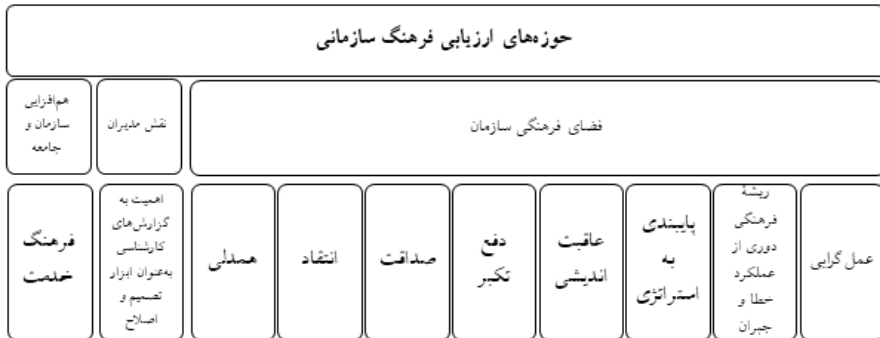 حوزه‌های ارزیابی فرهنگ سازمانی
فضای فرهنگی سازمان
نقش مدیران
هم‌افزایی
سازمان و
جامعه
عمل گرایی
ریشۀ
فرهنگی
دوری از
عملکرد
خطا و
جبران
پایبندی
به
استراتژی
عاقبت
اندیشی
دفع
تکبر
صداقت
انتقاد
همدلی
اهمیت به
گزارش‌های
کارشناسی
به‌عنوان ابزار
تصمیم و
اصلاح
فرهنگ
خدمت